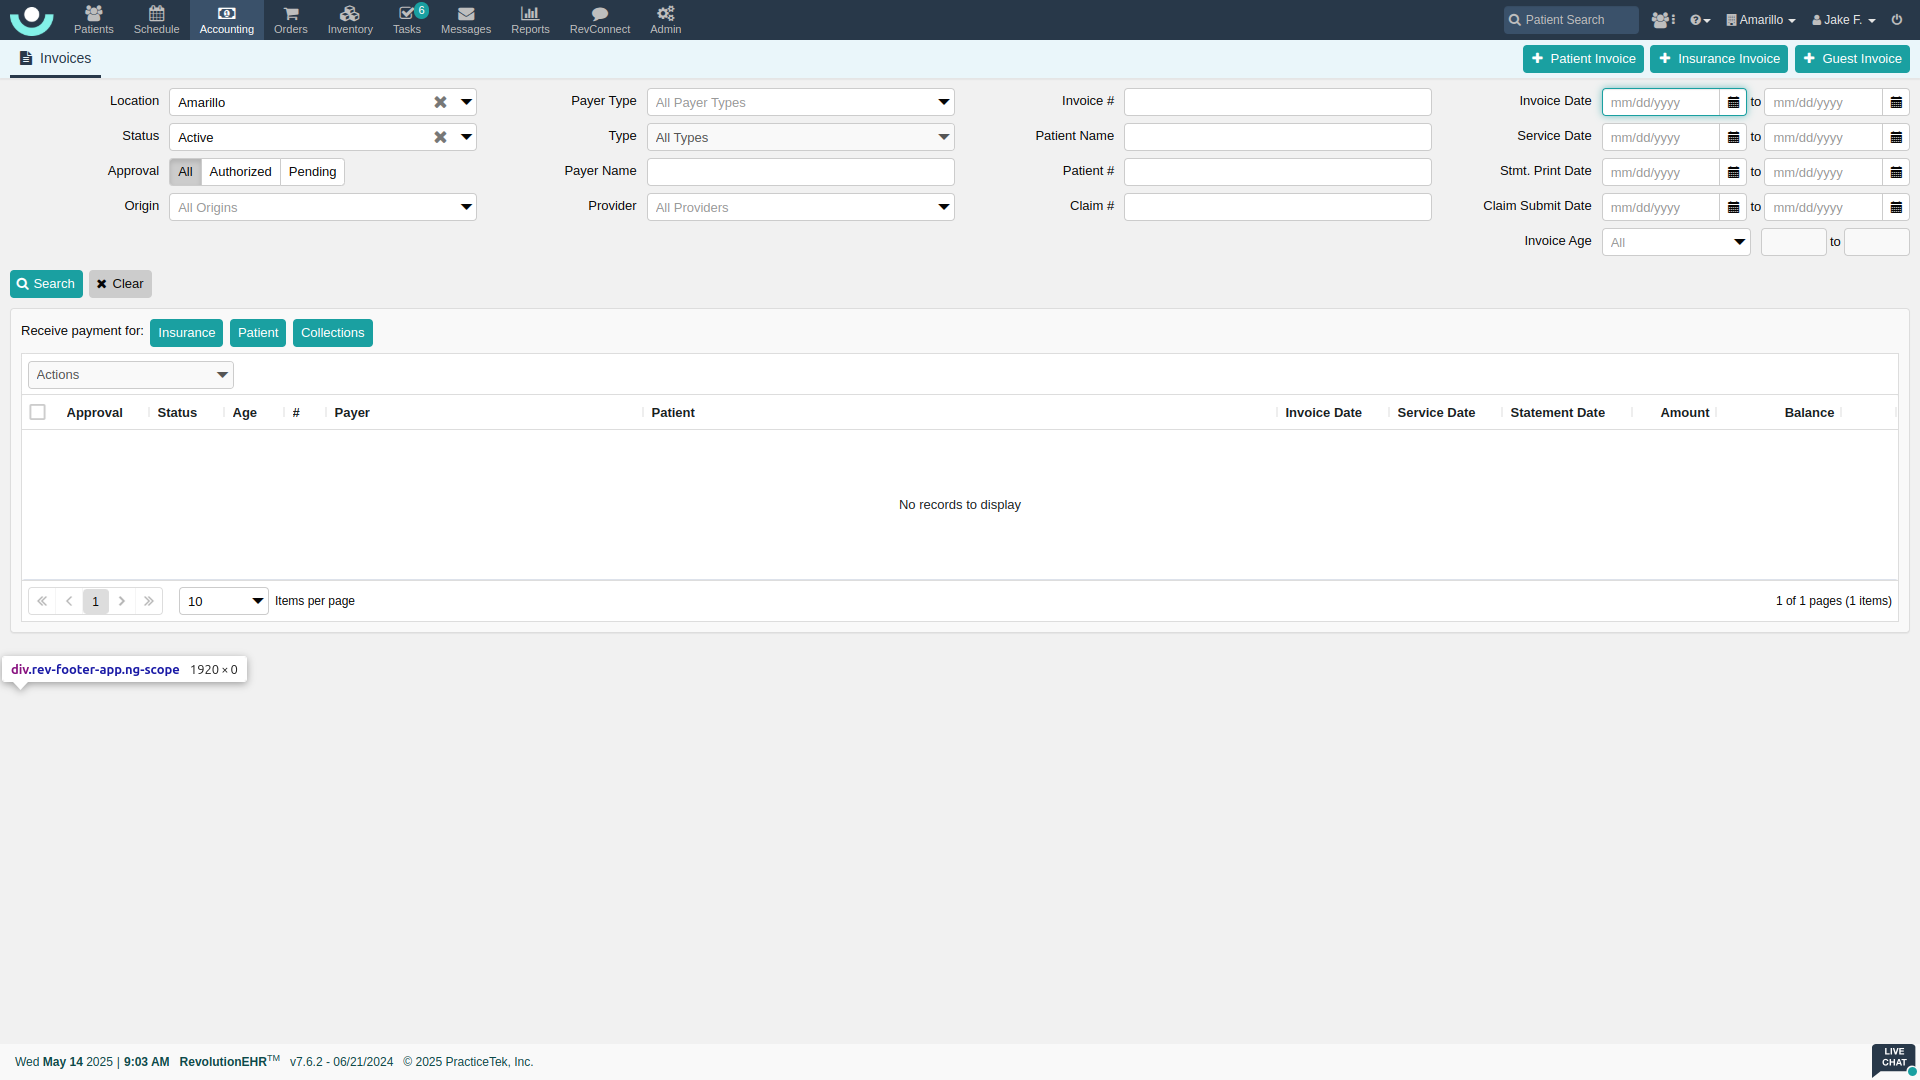 Patients Schedule Accounting Orders Inventory Tasks 6 Messages Reports RevConnect Admin Patient Search Amarillo Jake F.
Invoices Patient Invoice Insurance Invoice Guest Invoice
Location Amarillo Payer Type All Payer Types Invoice # Invoice Date mm/dd/yyyy to mm/dd/yyyy
Status Active Type All Types Patient Name Service Date mm/dd/yyyy to mm/dd/yyyy
Approval All Authorized Pending Payer Name Patient # Stmt. Print Date mm/dd/yyyy to mm/dd/yyyy
Origin All Origins Provider All Providers Claim # Claim Submit Date mm/dd/yyyy to mm/dd/yyyy
Invoice Age All to
Search Clear
Receive payment for: Insurance Patient Collections
Actions
Approval Status Age # Payer Patient Invoice Date Service Date Statement Date Amount Balance
No records to display
1 10 Items per page 1 of 1 pages (1 items)
div.rev-footer-app.ng-scope 1920 × 0
Wed May 14 2025 | 9:03 AM RevolutionEHR™ v7.6.2 - 06/21/2024 © 2025 PracticeTek, Inc.
LIVE
CHAT